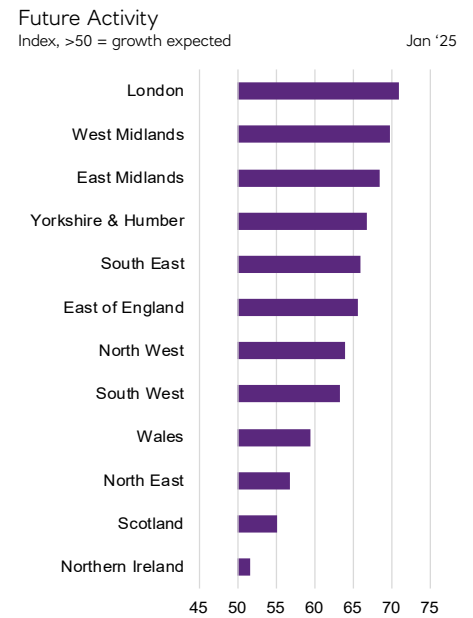 Future Activity
Index, >50 = growth expected
Jan ‘25
London
West Midlands
East Midlands
Yorkshire & Humber
South East
East of England
North West
South West
Wales
North East
Scotland
Northern Ireland
45 50 55 60 65 70 75